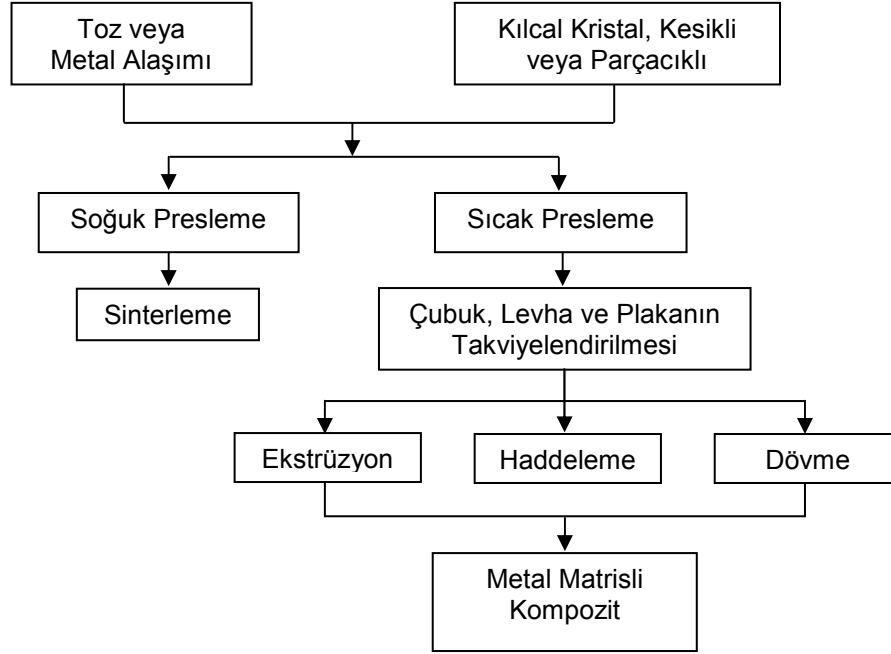 Toz veya
Metal Alaşımı
Kılcal Kristal, Kesikli
veya Parçacıklı
Soğuk Presleme
Sıcak Presleme
Sinterleme
Çubuk, Levha ve Plakanın
Takviyelendirilmesi
Ekstrüzyon
Haddeleme
Dövme
Metal Matrisli
Kompozit